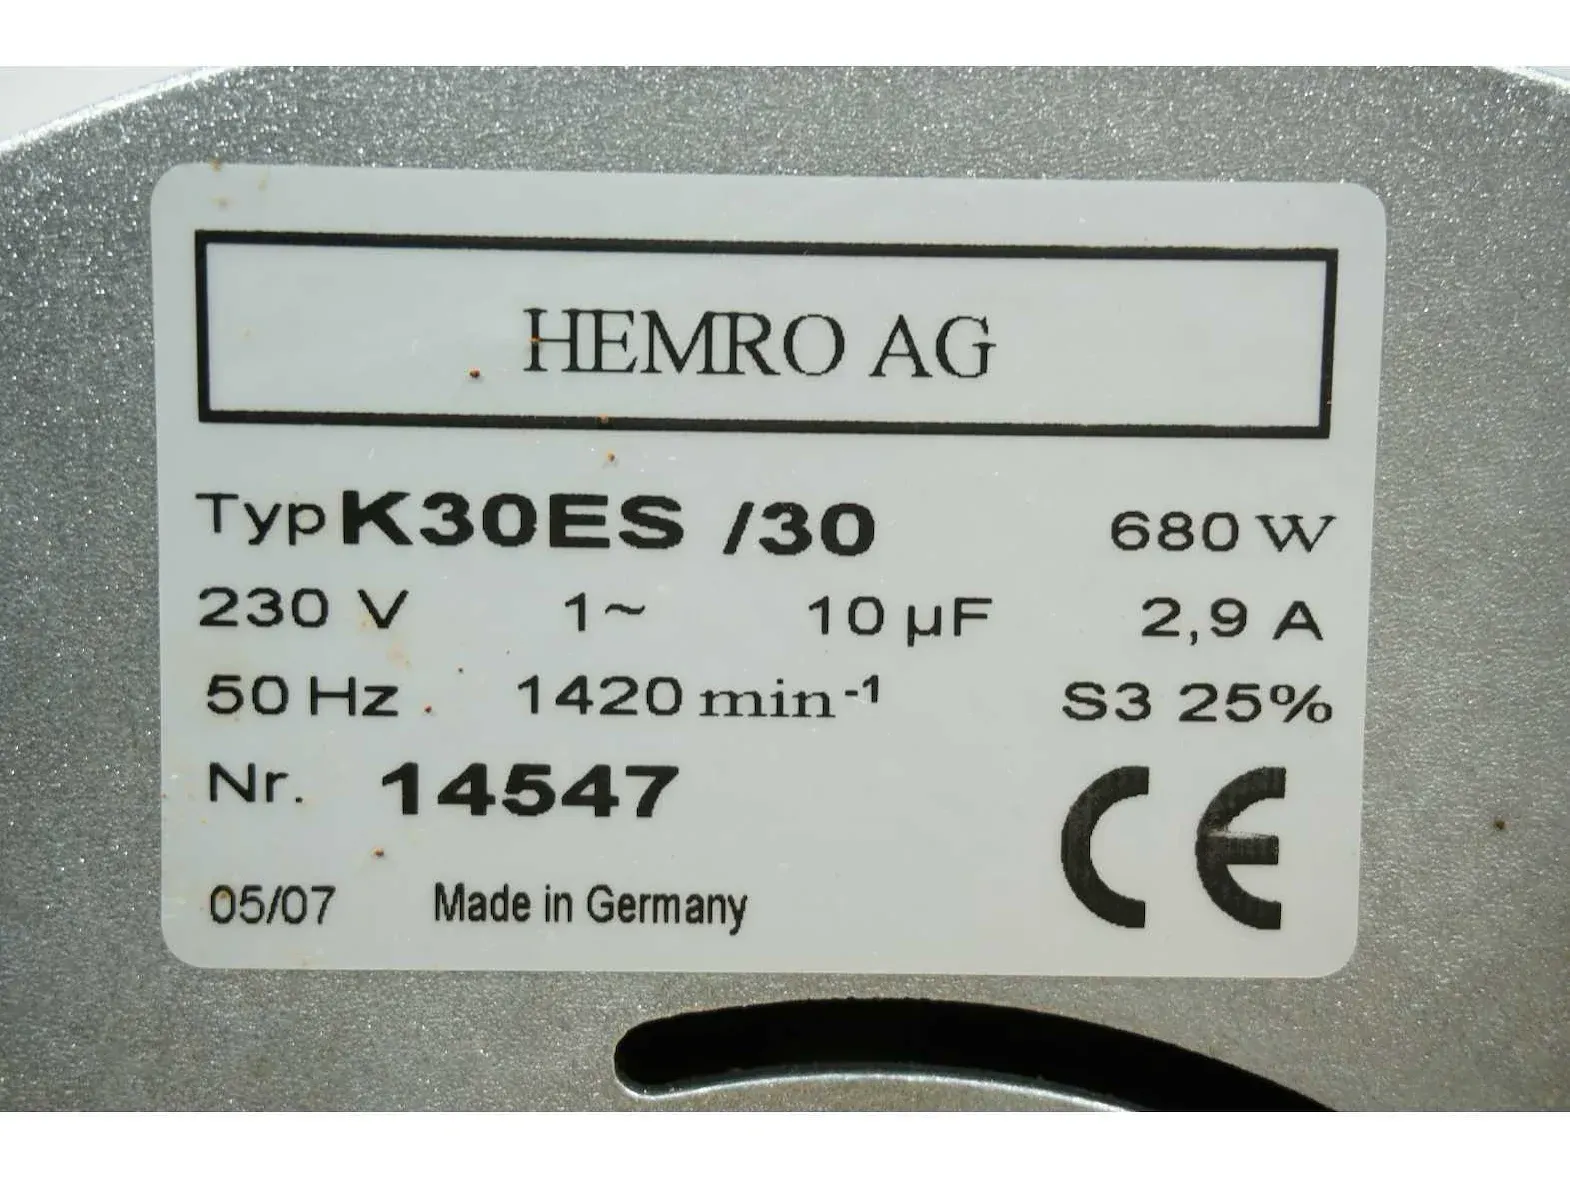 HEMRO AG
Typ K30ES /30 680 W
230 V 1~ 10 µF 2,9 A
50 Hz 1420 min-1 S3 25%
Nr. 14547
05/07 Made in Germany CE